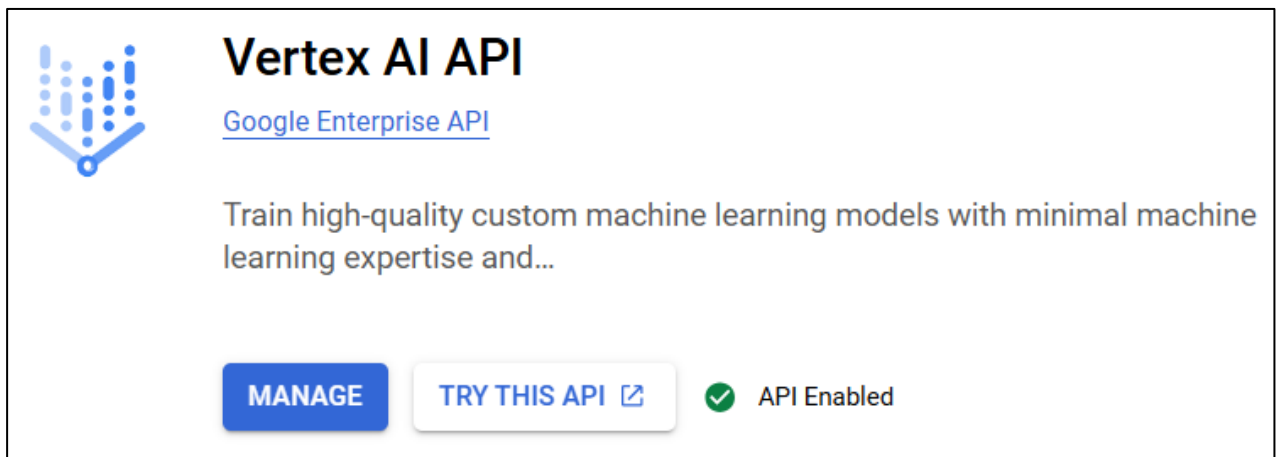 Vertex AI API
Google Enterprise API
Train high-quality custom machine learning models with minimal machine
learning expertise and…
MANAGE
TRY THIS API
API Enabled